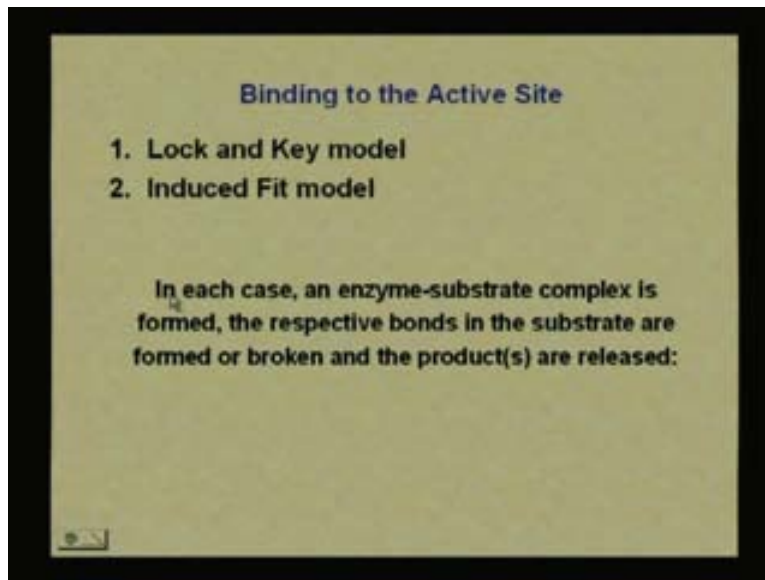 Binding to the Active Site
1. Lock and Key model
2. Induced Fit model
In each case, an enzyme-substrate complex is
formed, the respective bonds in the substrate are
formed or broken and the product(s) are released: